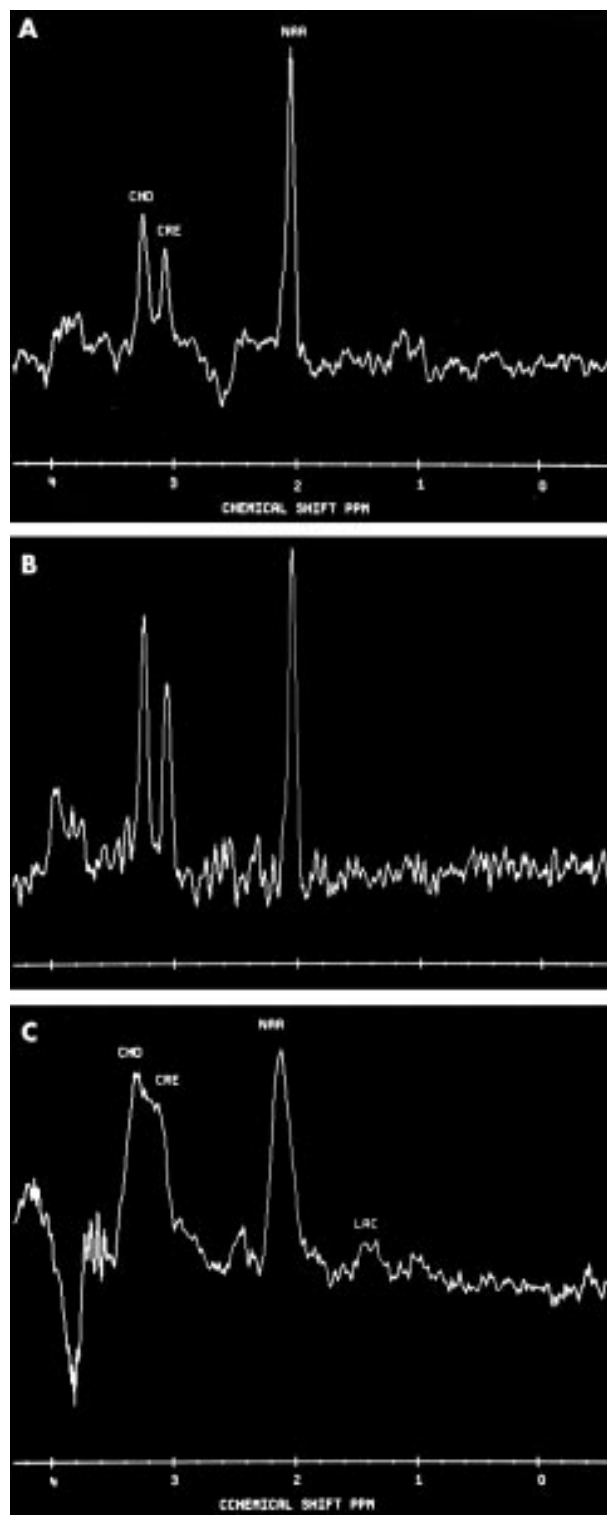 A
NAA
CHO
CRE
4 3 2 1 0
CHEMICAL SHIFT PPM
B
C
NAA
CHO
CRE
LAC
4 3 2 1 0
CCHEMICAL SHIFT PPM